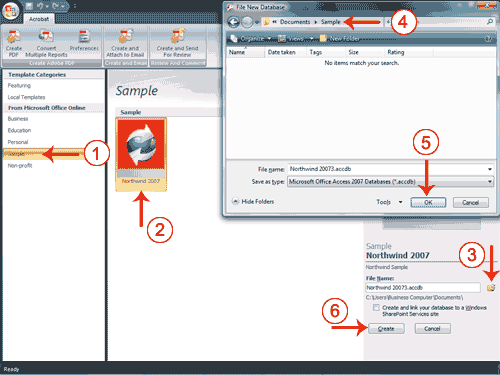 Acrobat
Create PDF
Convert Multiple Reports
Preferences
Create and Attach to Email
Create and Send For Review
Create Adobe PDF
Create and Email
Review And Comment
Template Categories
Featuring
Local Templates
From Microsoft Office Online
Business
Education
Personal
Sample
Non-profit
1
Sample
Sample
Northwind 2007
2
File New Database
« Documents ▸ Sample
4
Organize
Views
New Folder
Name
Date taken
Tags
Size
Rating
No items match your search.
5
File name: Northwind 20073.accdb
Save as type: Microsoft Office Access 2007 Databases (*.accdb)
Hide Folders
Tools
OK
Cancel
Sample
Northwind 2007
3
Northwind Sample
File Name:
Northwind 20073.accdb
C:\Users\Business Computer\Documents\
Create and link your database to a Windows
SharePoint Services site
6
Create
Cancel